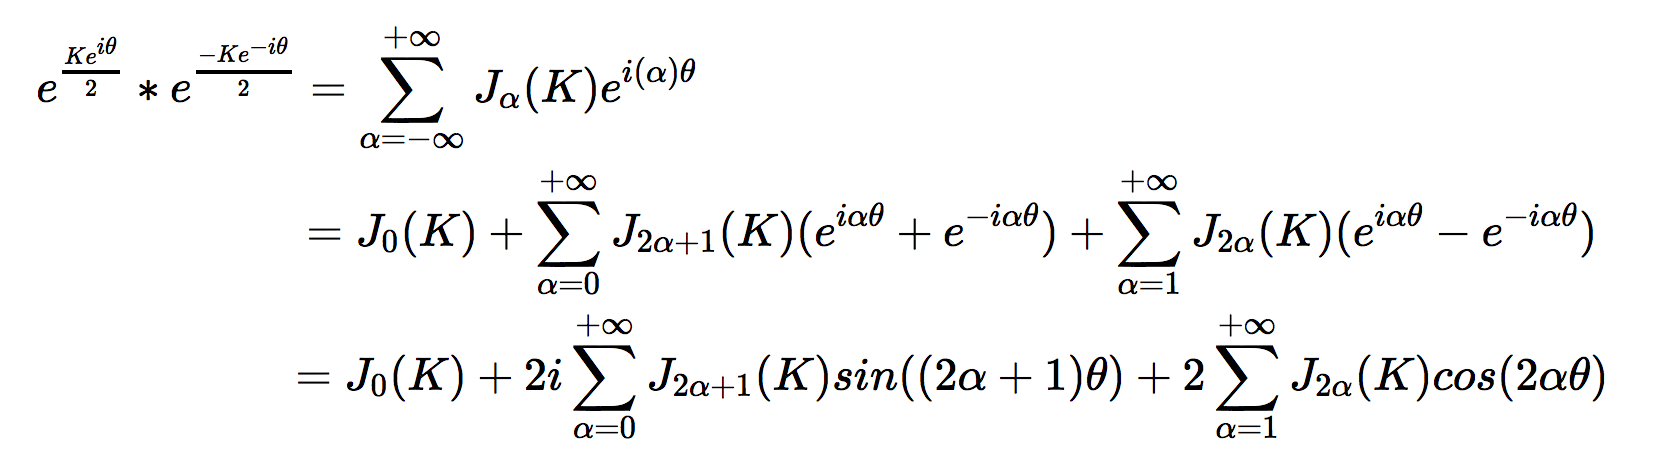 e^{\frac{Ke^{i\theta}}{2}} * e^{\frac{-Ke^{-i\theta}}{2}} = \sum_{\alpha=-\infty}^{+\infty} J_{\alpha}(K)e^{i(\alpha)\theta}
= J_0(K) + \sum_{\alpha=0}^{+\infty} J_{2\alpha+1}(K)(e^{i\alpha\theta} + e^{-i\alpha\theta}) + \sum_{\alpha=1}^{+\infty} J_{2\alpha}(K)(e^{i\alpha\theta} - e^{-i\alpha\theta})
= J_0(K) + 2i \sum_{\alpha=0}^{+\infty} J_{2\alpha+1}(K)sin((2\alpha + 1)\theta) + 2 \sum_{\alpha=1}^{+\infty} J_{2\alpha}(K)cos(2\alpha\theta)